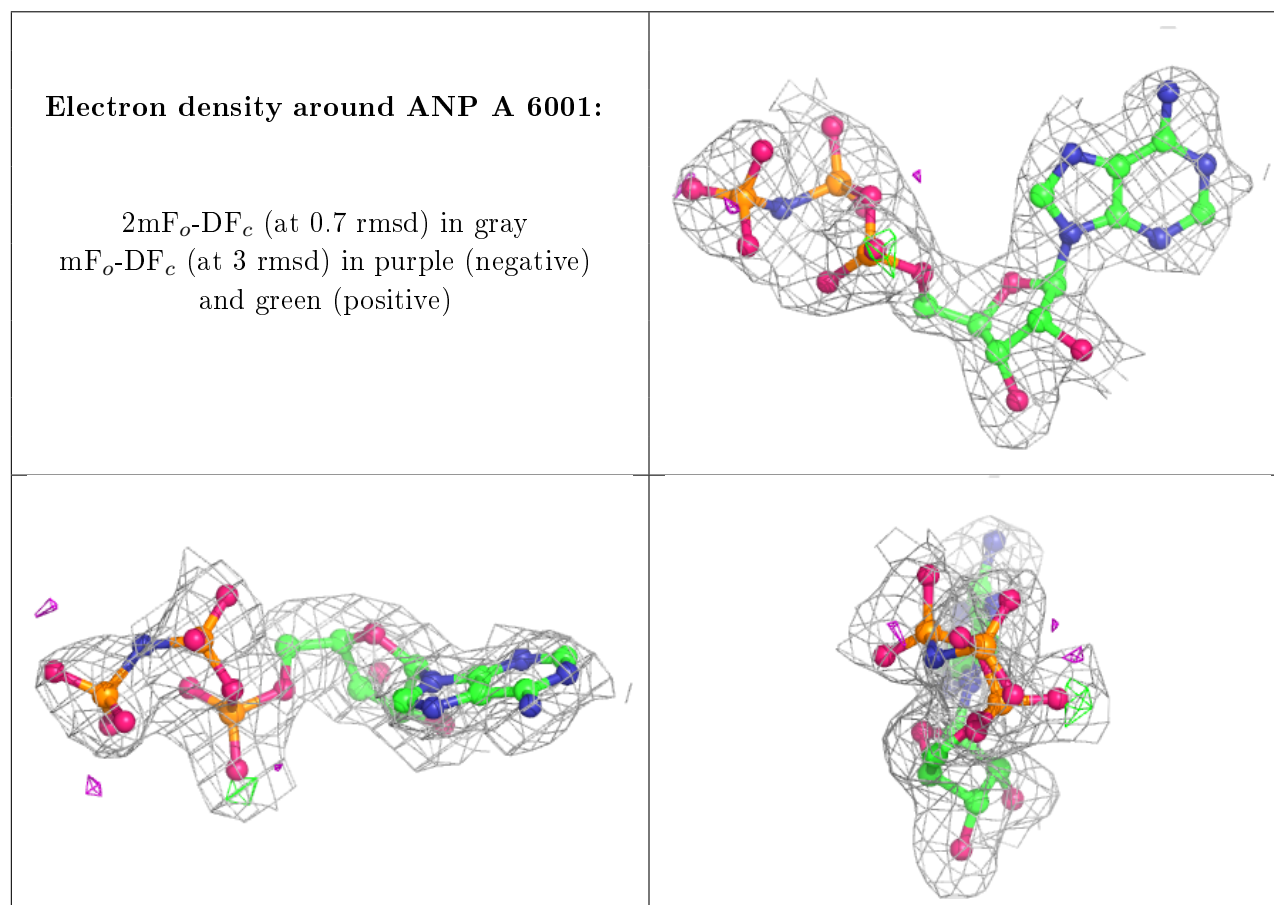 Electron density around ANP A 6001:
2mFo-DFc (at 0.7 rmsd) in gray
mFo-DFc (at 3 rmsd) in purple (negative)
and green (positive)